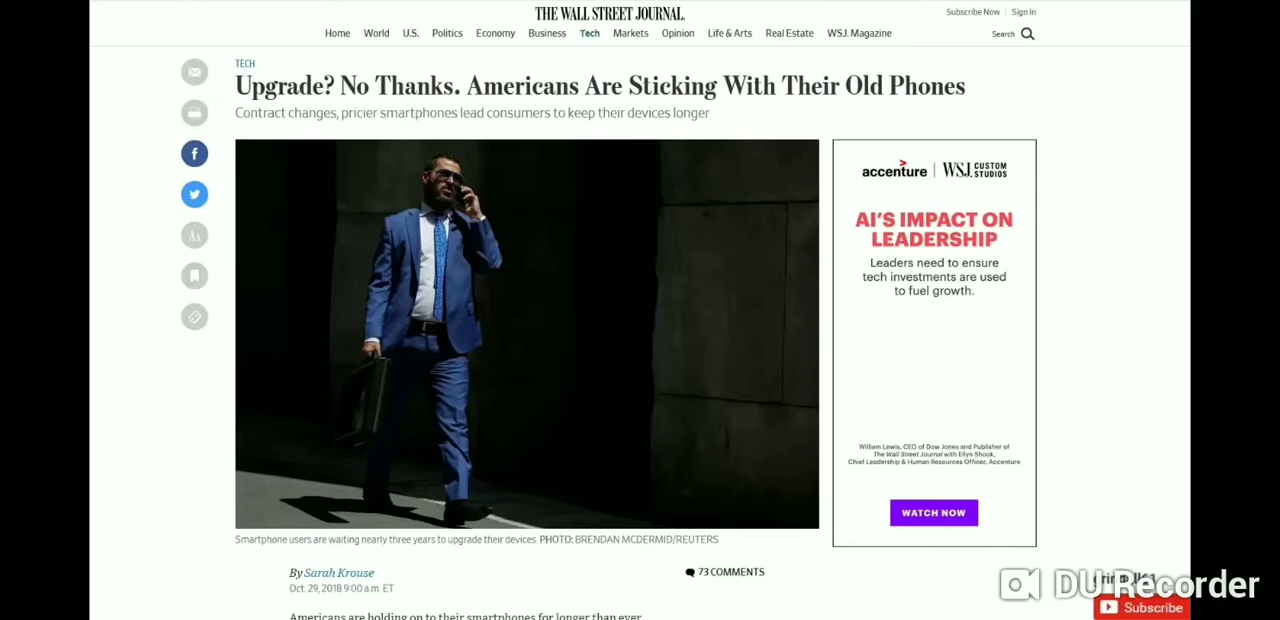 THE WALL STREET JOURNAL.
Subscribe Now | Sign In
Home World U.S. Politics Economy Business Tech Markets Opinion Life & Arts Real Estate WSJ. Magazine
Search
TECH
Upgrade? No Thanks. Americans Are Sticking With Their Old Phones
Contract changes, pricier smartphones lead consumers to keep their devices longer
accenture | WSJ. CUSTOM STUDIOS
AI'S IMPACT ON
LEADERSHIP
Leaders need to ensure
tech investments are used
to fuel growth.
William Lewis, CEO of Dow Jones and Publisher of
The Wall Street Journal with Ellyn Shook,
Chief Leadership & Human Resources Officer, Accenture
WATCH NOW
Smartphone users are waiting nearly three years to upgrade their devices. PHOTO: BRENDAN MCDERMID/REUTERS
By Sarah Krouse
Oct. 29, 2018 9:00 a.m. ET
73 COMMENTS
DU Recorder
Subscribe
Americans are holding on to their smartphones for longer than ever